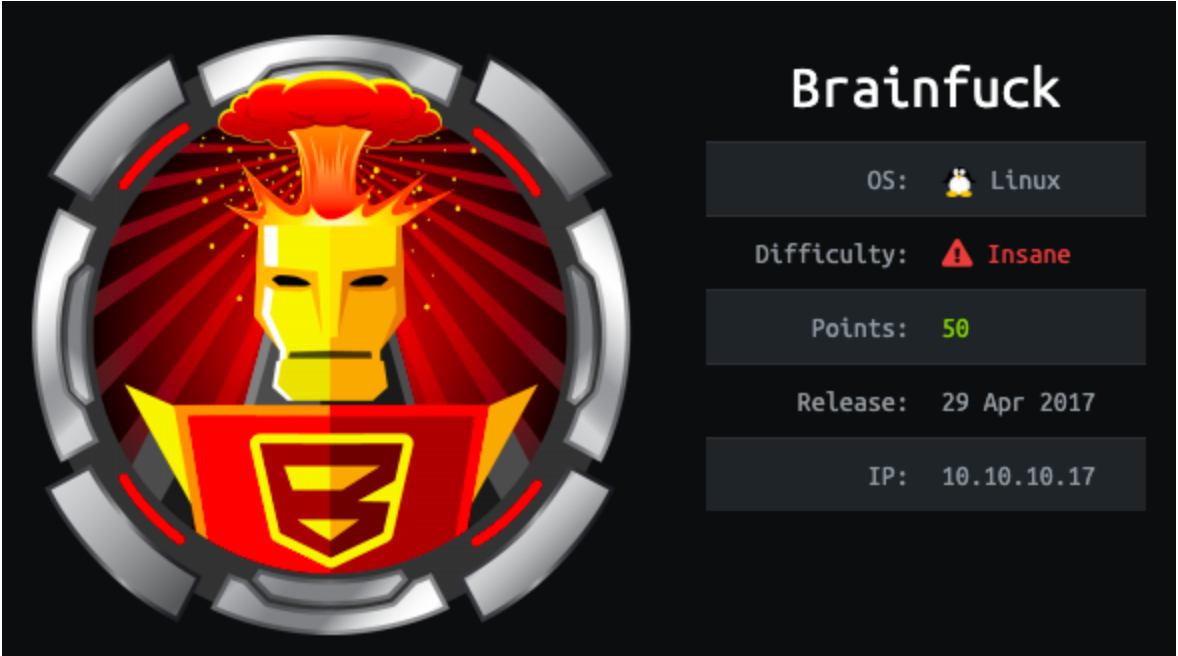 Brainfuck
OS: Linux
Difficulty: Insane
Points: 50
Release: 29 Apr 2017
IP: 10.10.10.17